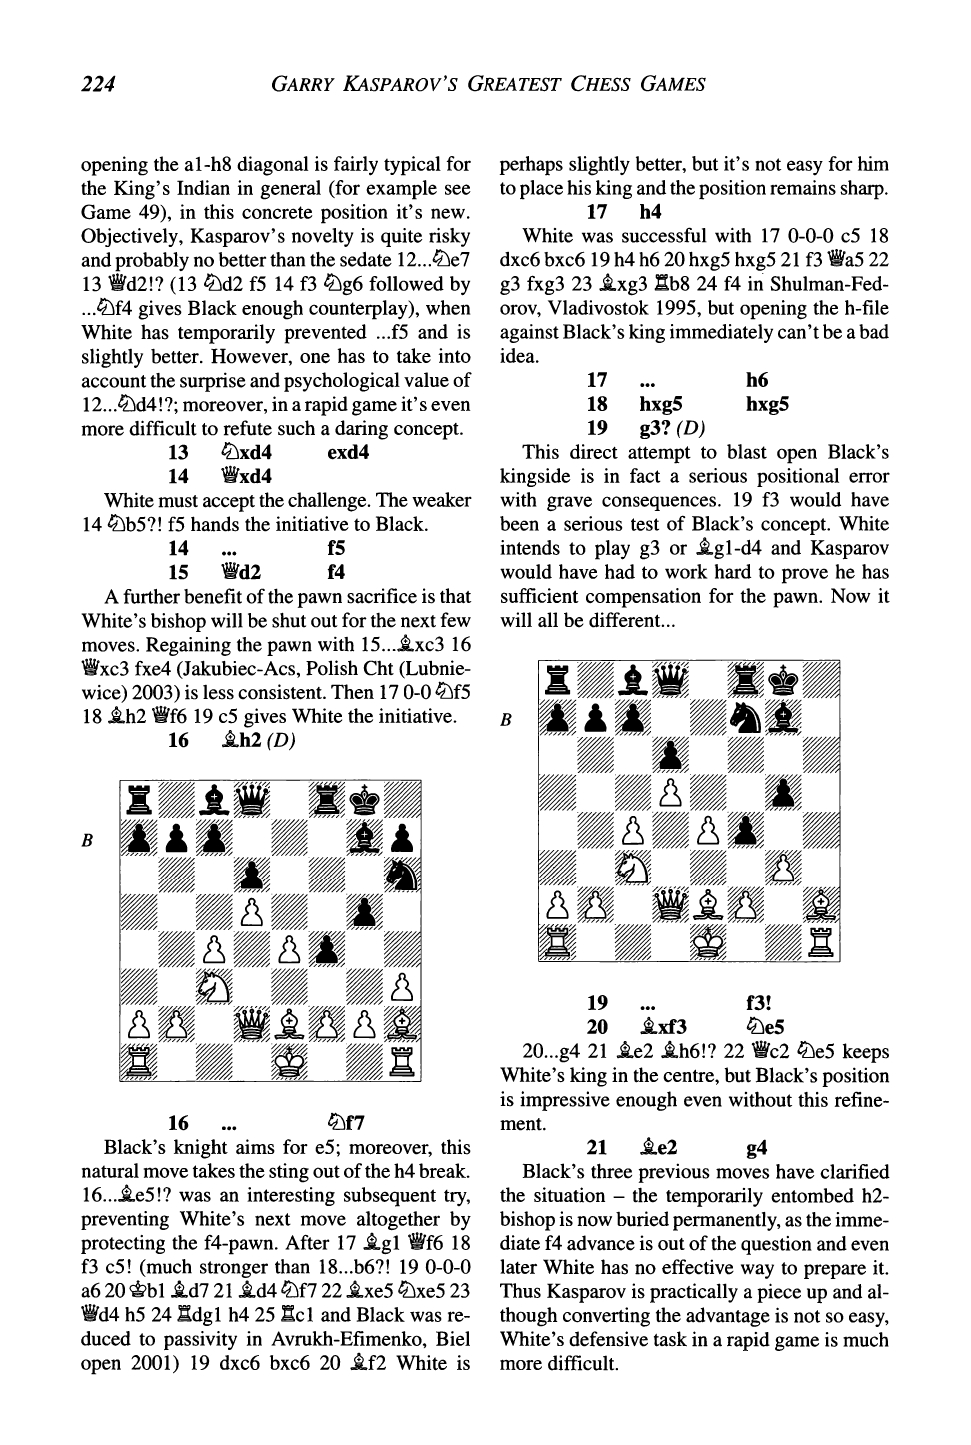 224 GARRY KASPAROV'S GREATEST CHESS GAMES
opening the a1-h8 diagonal is fairly typical for
the King's Indian in general (for example see
Game 49), in this concrete position it's new.
Objectively, Kasparov's novelty is quite risky
and probably no better than the sedate 12...♘e7
13 ♕d2!? (13 ♘d2 f5 14 f3 ♘g6 followed by
...♘f4 gives Black enough counterplay), when
White has temporarily prevented ...f5 and is
slightly better. However, one has to take into
account the surprise and psychological value of
12...♘d4!?; moreover, in a rapid game it's even
more difficult to refute such a daring concept.
13 ♘xd4 exd4
14 ♕xd4
White must accept the challenge. The weaker
14 ♘b5?! f5 hands the initiative to Black.
14 ... f5
15 ♕d2 f4
A further benefit of the pawn sacrifice is that
White's bishop will be shut out for the next few
moves. Regaining the pawn with 15...♗xc3 16
♕xc3 fxe4 (Jakubiec-Acs, Polish Cht (Lubnie-
wice) 2003) is less consistent. Then 17 0-0 ♘f5
18 ♗h2 ♕f6 19 c5 gives White the initiative.
16 ♗h2 (D)
B
16 ... ♘f7
Black's knight aims for e5; moreover, this
natural move takes the sting out of the h4 break.
16...♗e5!? was an interesting subsequent try,
preventing White's next move altogether by
protecting the f4-pawn. After 17 ♗g1 ♕f6 18
f3 c5! (much stronger than 18...b6?! 19 0-0-0
a6 20 ♔b1 ♗d7 21 ♗d4 ♘f7 22 ♗xe5 ♘xe5 23
♕d4 h5 24 ♖dg1 h4 25 ♖c1 and Black was re-
duced to passivity in Avrukh-Efimenko, Biel
open 2001) 19 dxc6 bxc6 20 ♗f2 White is
perhaps slightly better, but it's not easy for him
to place his king and the position remains sharp.
17 h4
White was successful with 17 0-0-0 c5 18
dxc6 bxc6 19 h4 h6 20 hxg5 hxg5 21 f3 ♕a5 22
g3 fxg3 23 ♗xg3 ♖b8 24 f4 in Shulman-Fed-
orov, Vladivostok 1995, but opening the h-file
against Black's king immediately can't be a bad
idea.
17 ... h6
18 hxg5 hxg5
19 g3? (D)
This direct attempt to blast open Black's
kingside is in fact a serious positional error
with grave consequences. 19 f3 would have
been a serious test of Black's concept. White
intends to play g3 or ♗g1-d4 and Kasparov
would have had to work hard to prove he has
sufficient compensation for the pawn. Now it
will all be different...
B
19 ... f3!
20 ♗xf3 ♘e5
20...g4 21 ♗e2 ♗h6!? 22 ♕c2 ♘e5 keeps
White's king in the centre, but Black's position
is impressive enough even without this refine-
ment.
21 ♗e2 g4
Black's three previous moves have clarified
the situation – the temporarily entombed h2-
bishop is now buried permanently, as the imme-
diate f4 advance is out of the question and even
later White has no effective way to prepare it.
Thus Kasparov is practically a piece up and al-
though converting the advantage is not so easy,
White's defensive task in a rapid game is much
more difficult.